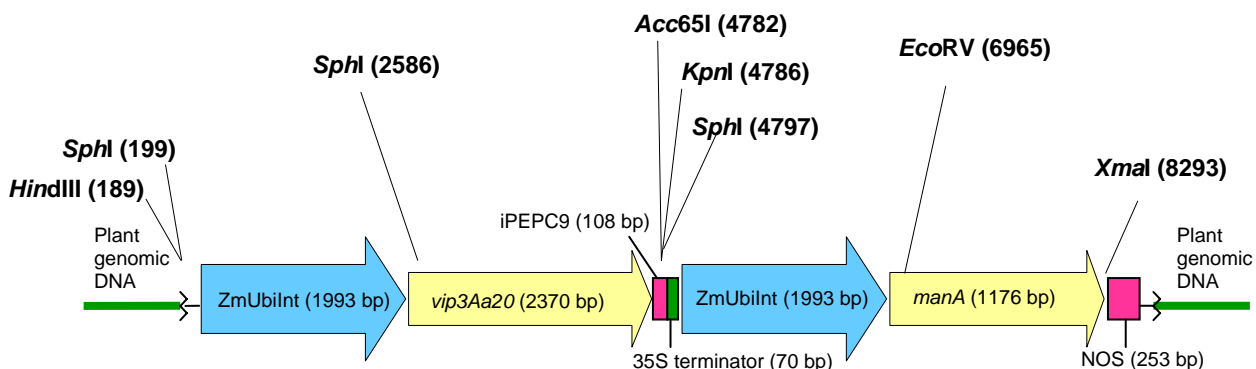 Acc65I (4782)
EcoRV (6965)
SphI (2586)
KpnI (4786)
SphI (4797)
SphI (199)
XmaI (8293)
HindIII (189)
iPEPC9 (108 bp)
Plant
genomic
DNA
Plant
genomic
DNA
ZmUbiInt (1993 bp)
vip3Aa20 (2370 bp)
ZmUbiInt (1993 bp)
manA (1176 bp)
35S terminator (70 bp)
NOS (253 bp)